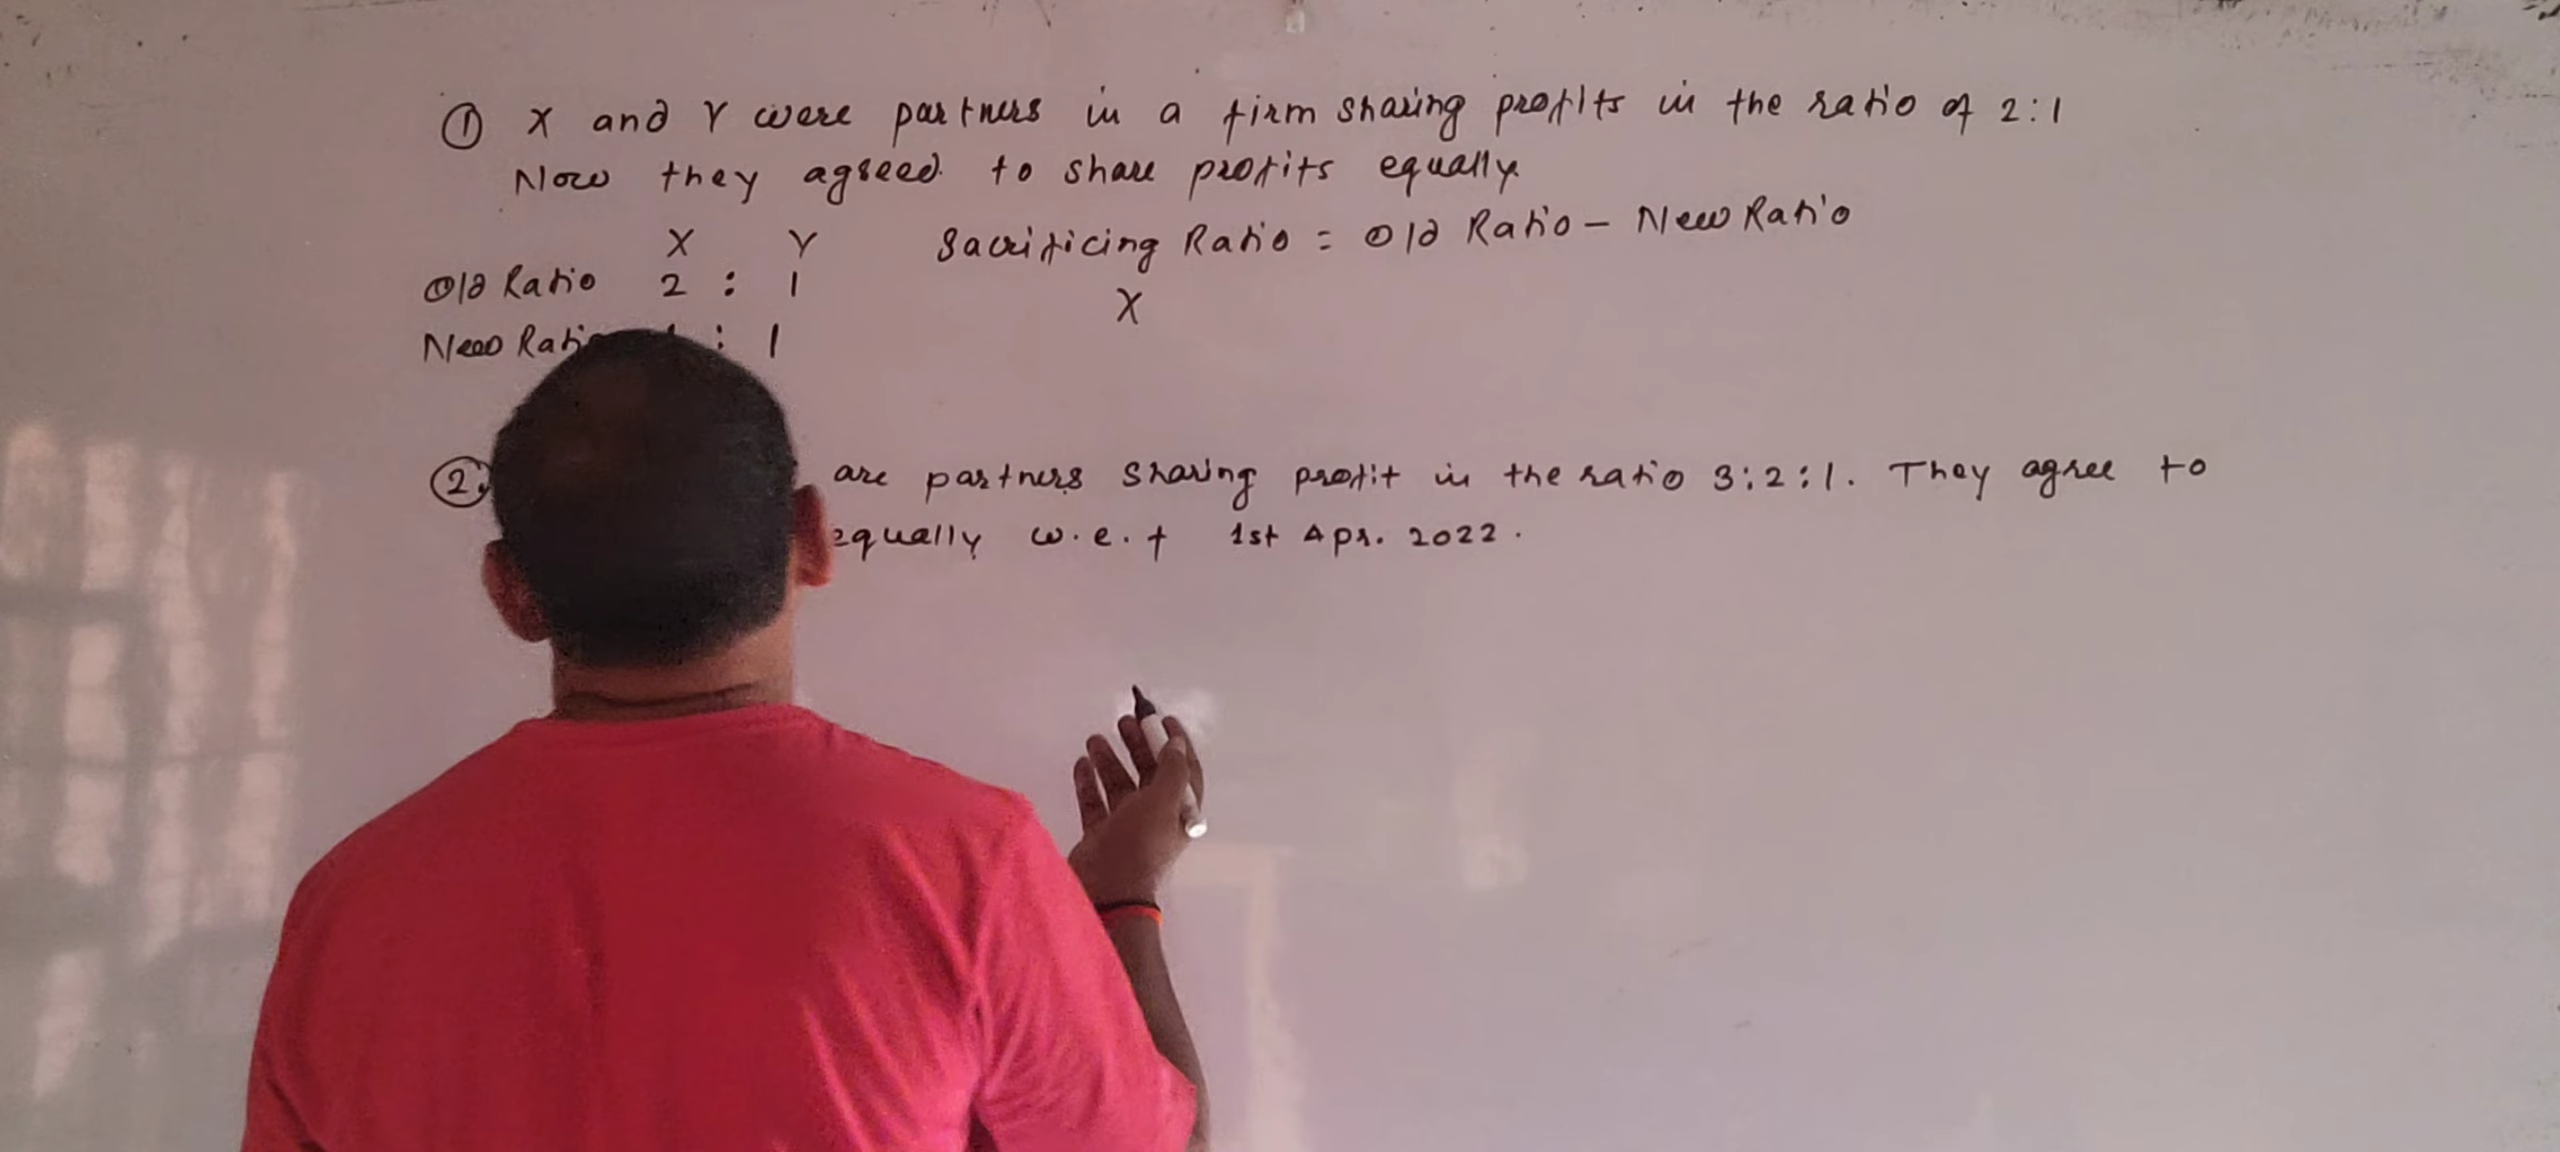 ① X and Y were partners in a firm sharing profits in the ratio of 2:1
Now they agreed to share profits equally
X Y
Old Ratio 2 : 1
New Ratio : 1
Sacrificing Ratio = Old Ratio - New Ratio
X
② are partners sharing profit in the ratio 3:2:1. They agree to
equally w.e.f 1st Apr. 2022.